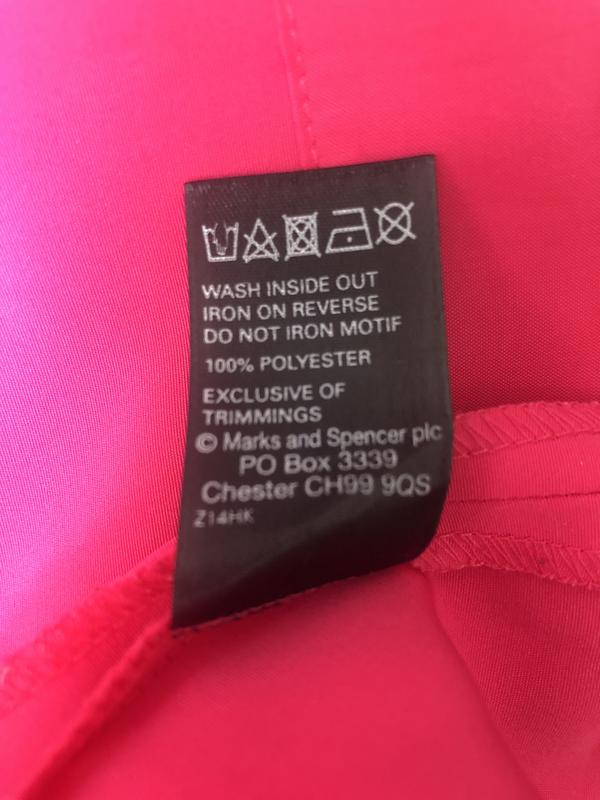 WASH INSIDE OUT
IRON ON REVERSE
DO NOT IRON MOTIF
100% POLYESTER
EXCLUSIVE OF
TRIMMINGS
© Marks and Spencer plc
PO Box 3339
Chester CH99 9QS
Z14HK